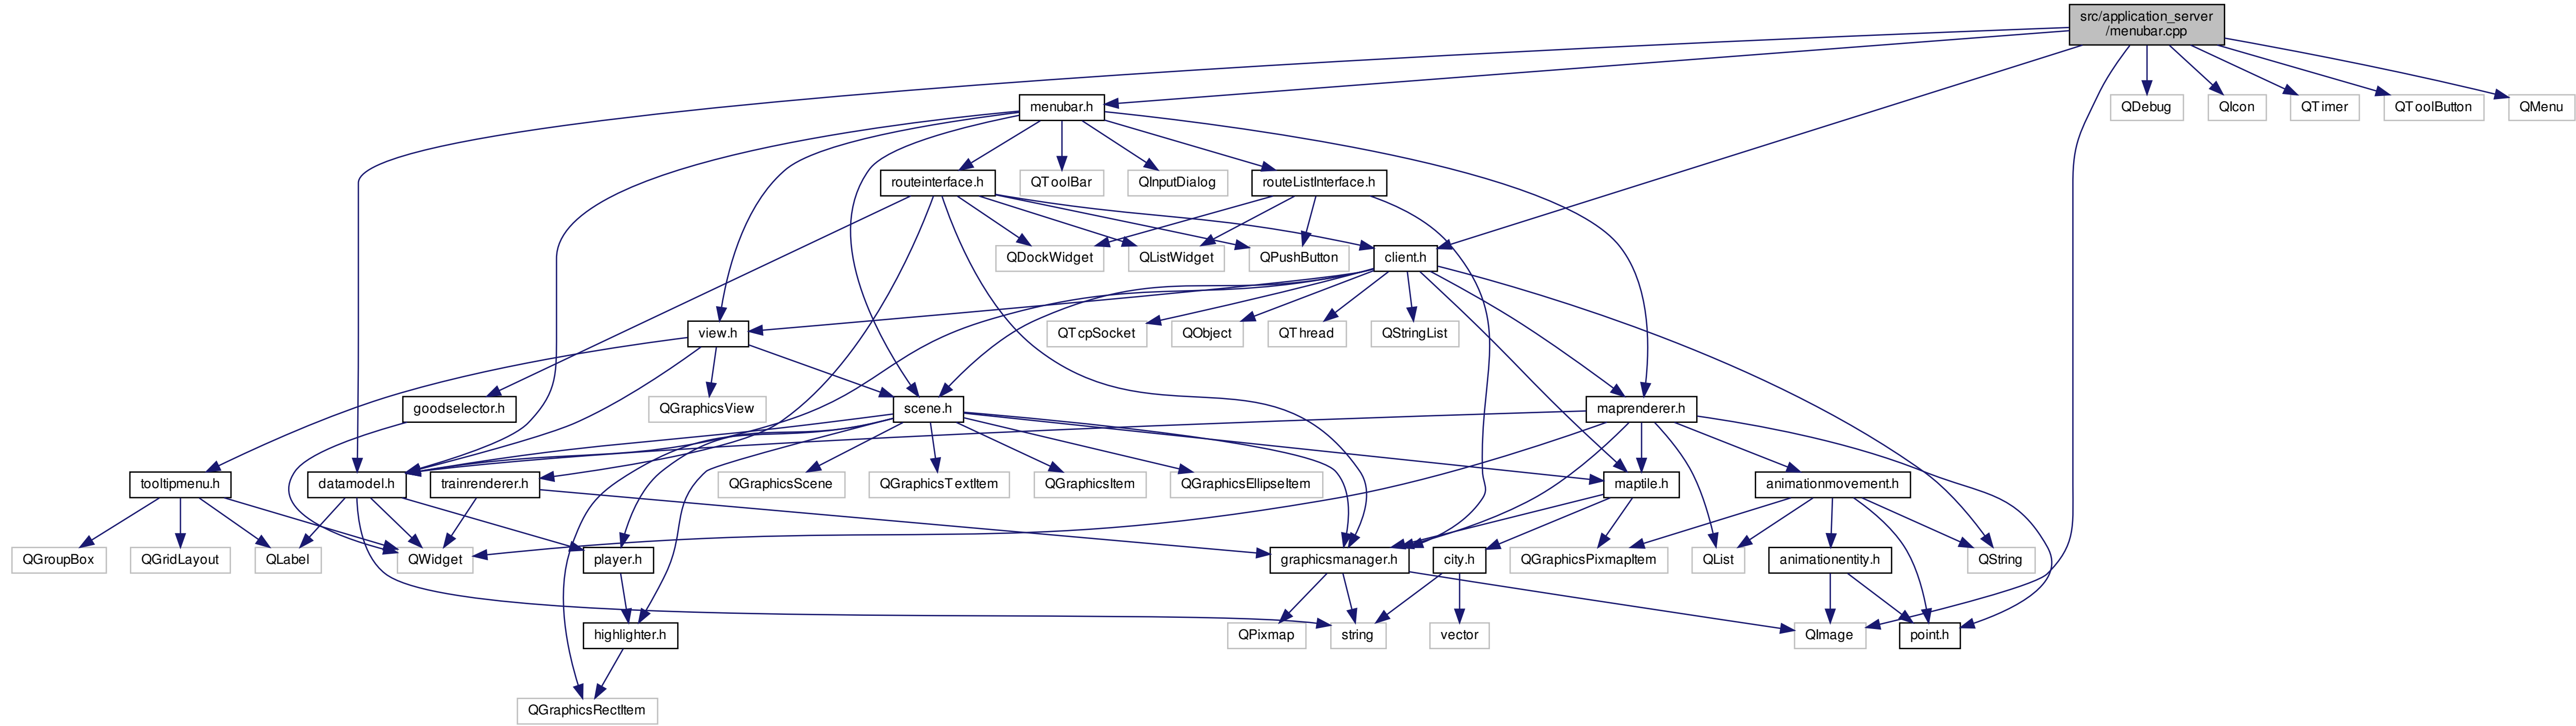 src/application_server
/menubar.cpp
menubar.h
QDebug
QIcon
QTimer
QToolButton
QMenu
routeinterface.h
QToolBar
QInputDialog
routeListInterface.h
QDockWidget
QListWidget
QPushButton
client.h
view.h
QTcpSocket
QObject
QThread
QStringList
goodselector.h
QGraphicsView
scene.h
maprenderer.h
tooltipmenu.h
datamodel.h
trainrenderer.h
QGraphicsScene
QGraphicsTextItem
QGraphicsItem
QGraphicsEllipseItem
maptile.h
animationmovement.h
QGroupBox
QGridLayout
QLabel
QWidget
player.h
graphicsmanager.h
city.h
QGraphicsPixmapItem
QList
animationentity.h
QString
highlighter.h
QPixmap
string
vector
QImage
point.h
QGraphicsRectItem